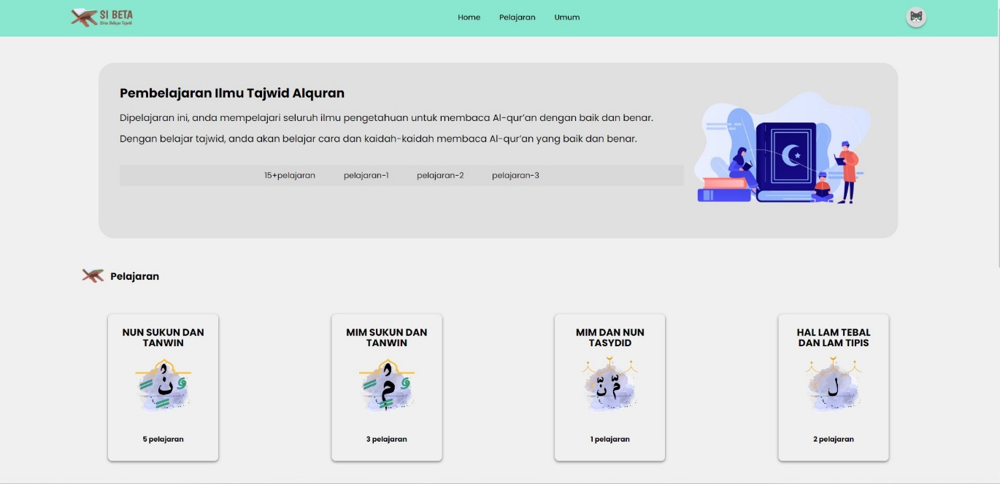 SI BETA
Situs Belajar Tajwid
Home
Pelajaran
Umum
Pembelajaran Ilmu Tajwid Alquran
Dipelajaran ini, anda mempelajari seluruh ilmu pengetahuan untuk membaca Al-qur'an dengan baik dan benar.
Dengan belajar tajwid, anda akan belajar cara dan kaidah-kaidah membaca Al-qur'an yang baik dan benar.
15+pelajaran
pelajaran-1
pelajaran-2
pelajaran-3
Pelajaran
NUN SUKUN DAN
TANWIN
5 pelajaran
MIM SUKUN DAN
TANWIN
3 pelajaran
MIM DAN NUN
TASYDID
مّ نّ
1 pelajaran
HAL LAM TEBAL
DAN LAM TIPIS
ل
2 pelajaran